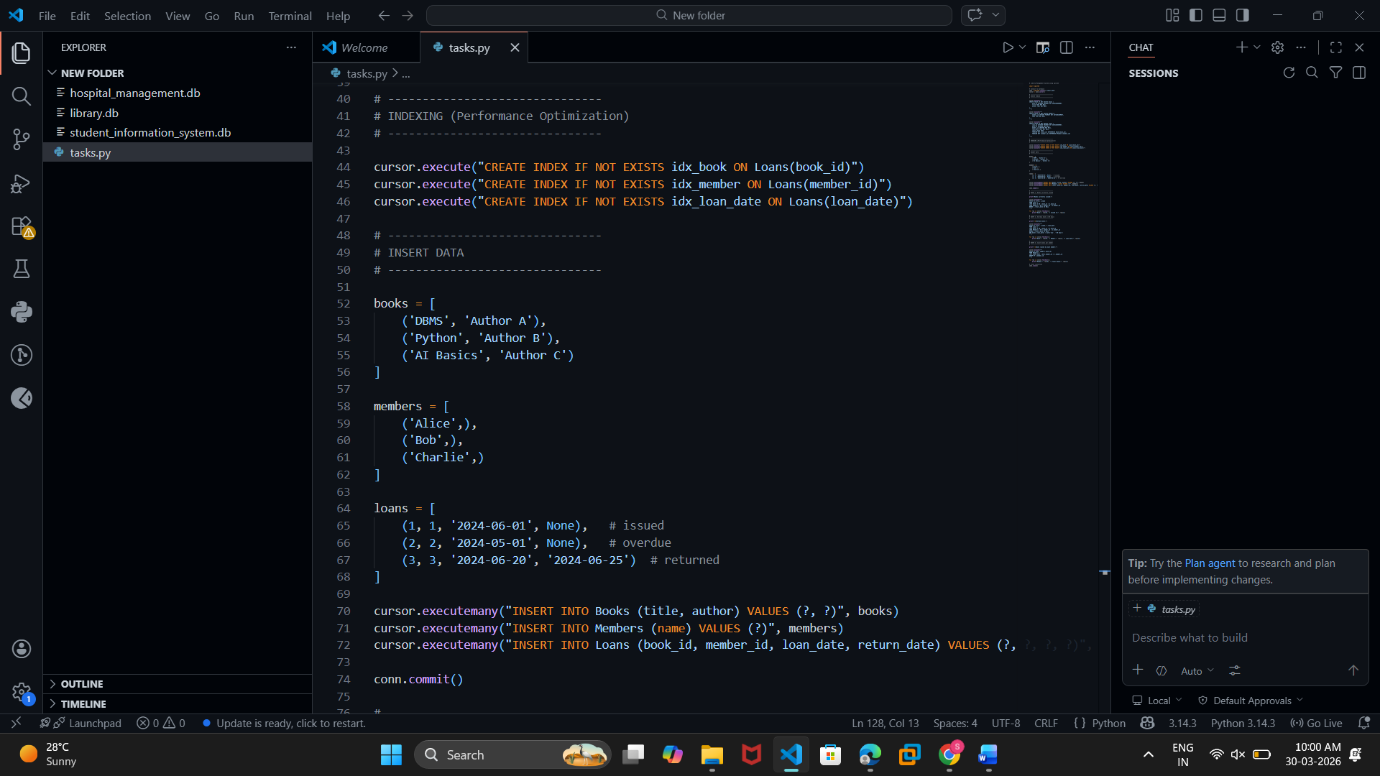 File Edit Selection View Go Run Terminal Help
New folder
EXPLORER
NEW FOLDER
hospital_management.db
library.db
student_information_system.db
tasks.py
OUTLINE
TIMELINE
Welcome
tasks.py
tasks.py > ...
40 # -------------------------------
41 # INDEXING (Performance Optimization)
42 # -------------------------------
43
44 cursor.execute("CREATE INDEX IF NOT EXISTS idx_book ON Loans(book_id)")
45 cursor.execute("CREATE INDEX IF NOT EXISTS idx_member ON Loans(member_id)")
46 cursor.execute("CREATE INDEX IF NOT EXISTS idx_loan_date ON Loans(loan_date)")
47
48 # -------------------------------
49 # INSERT DATA
50 # -------------------------------
51
52 books = [
53 ('DBMS', 'Author A'),
54 ('Python', 'Author B'),
55 ('AI Basics', 'Author C')
56 ]
57
58 members = [
59 ('Alice',),
60 ('Bob',),
61 ('Charlie',)
62 ]
63
64 loans = [
65 (1, 1, '2024-06-01', None), # issued
66 (2, 2, '2024-05-01', None), # overdue
67 (3, 3, '2024-06-20', '2024-06-25') # returned
68 ]
69
70 cursor.executemany("INSERT INTO Books (title, author) VALUES (?, ?)", books)
71 cursor.executemany("INSERT INTO Members (name) VALUES (?)", members)
72 cursor.executemany("INSERT INTO Loans (book_id, member_id, loan_date, return_date) VALUES (?, ?, ?, ?)",
73
74 conn.commit()
75
76 #
CHAT
SESSIONS
Tip: Try the Plan agent to research and plan
before implementing changes.
tasks.py
Describe what to build
Auto
Local Default Approvals
Launchpad 0 0 Update is ready, click to restart.
Ln 128, Col 13 Spaces: 4 UTF-8 CRLF { } Python 3.14.3 Python 3.14.3 Go Live
28°C
Sunny
Search
ENG
IN
10:00 AM
30-03-2026